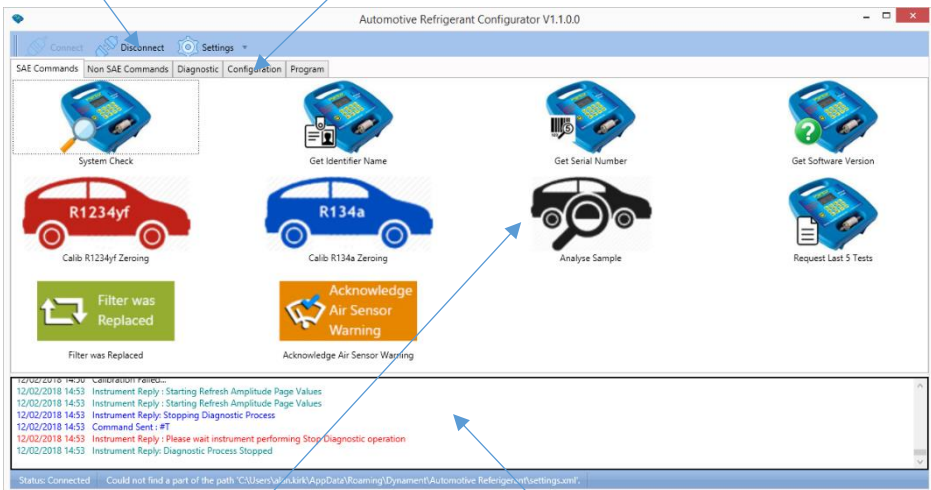 Automotive Refrigerant Configurator V1.1.0.0
Connect Disconnect Settings
SAE Commands Non SAE Commands Diagnostic Configuration Program
System Check Get Identifier Name Get Serial Number Get Software Version
R1234yf R134a
Calib R1234yf Zeroing Calib R134a Zeroing Analyse Sample Request Last 5 Tests
Filter was
Replaced
Acknowledge
Air Sensor
Warning
Filter was Replaced Acknowledge Air Sensor Warning
12/02/2018 14:50 Calibration Failed...
12/02/2018 14:53 Instrument Reply : Starting Refresh Amplitude Page Values
12/02/2018 14:53 Instrument Reply : Starting Refresh Amplitude Page Values
12/02/2018 14:53 Instrument Reply: Stopping Diagnostic Process
12/02/2018 14:53 Command Sent : #T
12/02/2018 14:53 Instrument Reply : Please wait instrument performing Stop Diagnostic operation
12/02/2018 14:53 Instrument Reply: Diagnostic Process Stopped
Status: Connected Could not find a part of the path 'C:\Users\alan.kirk\AppData\Roaming\Dynament\Automotive Referigerant\settings.xml'.